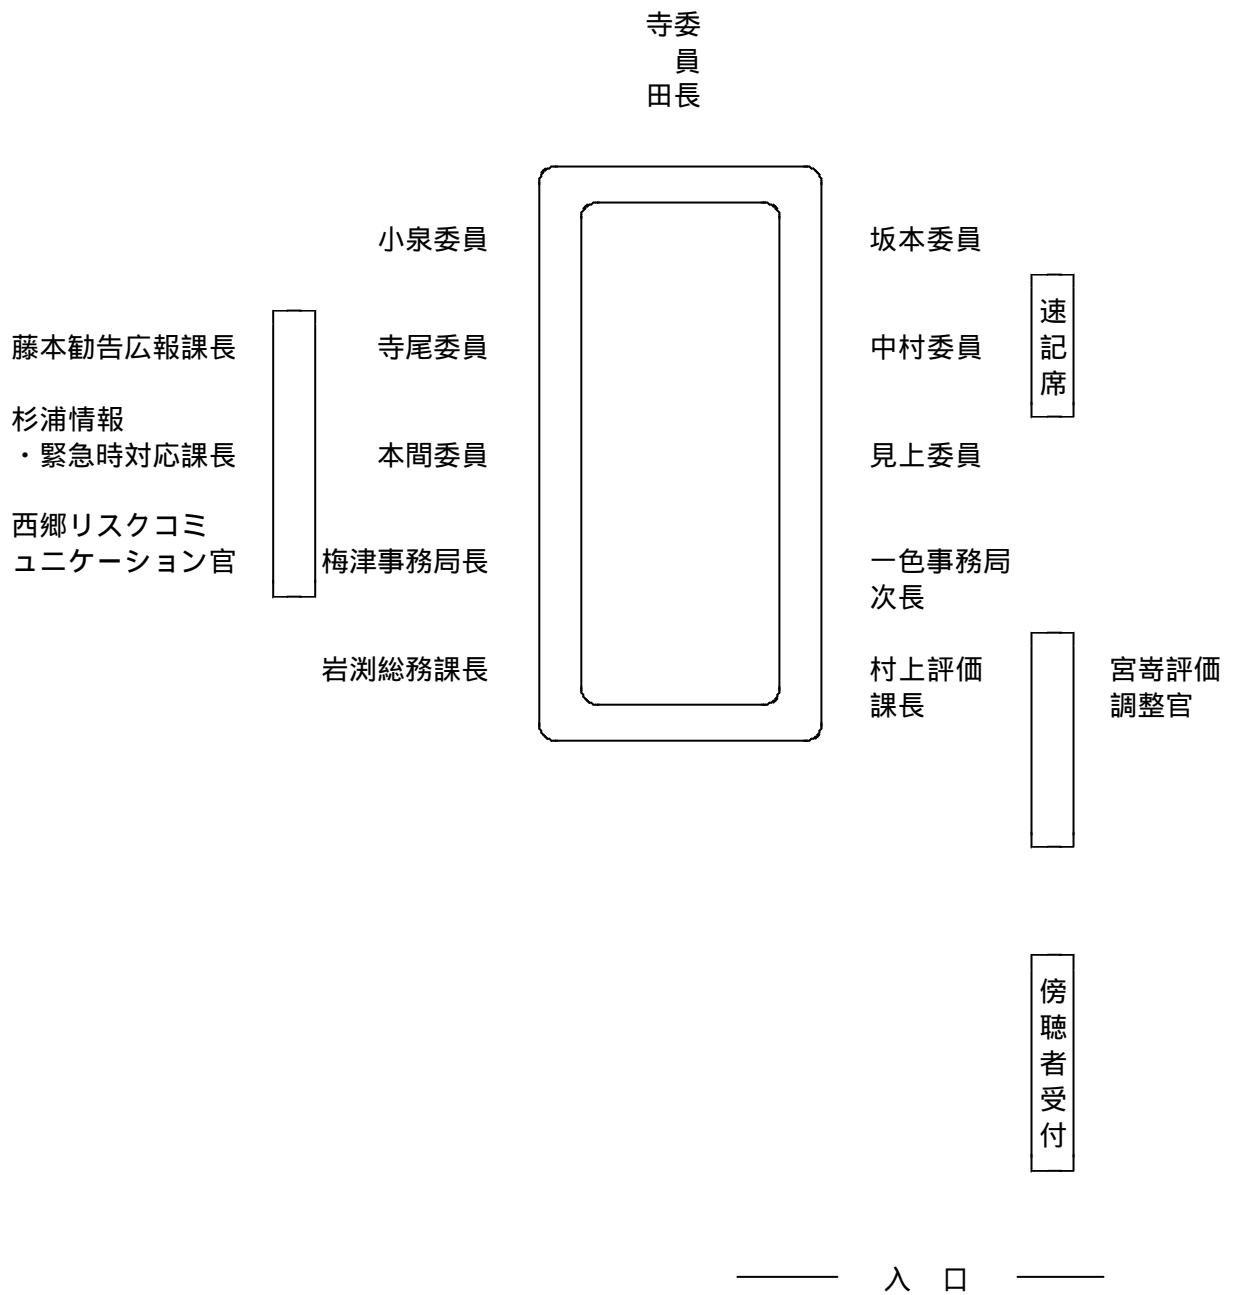 寺委
員
田長
小泉委員
坂本委員
速記席
藤本勧告広報課長
寺尾委員
中村委員
杉浦情報
・緊急時対応課長
本間委員
見上委員
西郷リスクコミ
ュニケーション官
梅津事務局長
一色事務局
次長
岩渕総務課長
村上評価
課長
宮嵜評価
調整官
傍聴者受付
入 口